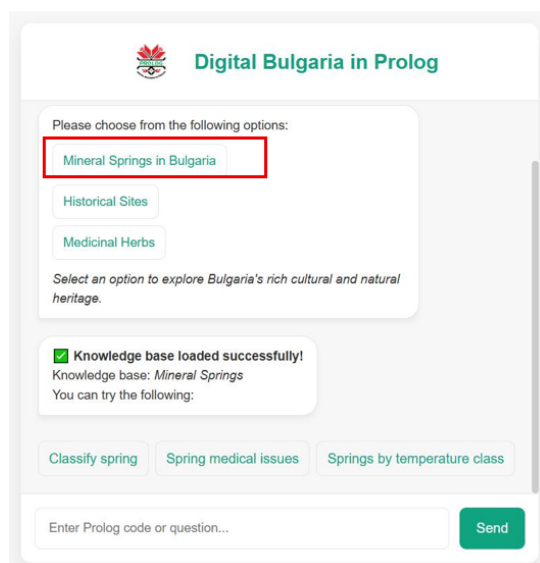 PROLOG
Digital Bulgaria in Prolog
Please choose from the following options:
Mineral Springs in Bulgaria
Historical Sites
Medicinal Herbs
Select an option to explore Bulgaria's rich cultural and natural
heritage.
✅ Knowledge base loaded successfully!
Knowledge base: Mineral Springs
You can try the following:
Classify spring
Spring medical issues
Springs by temperature class
Enter Prolog code or question...
Send